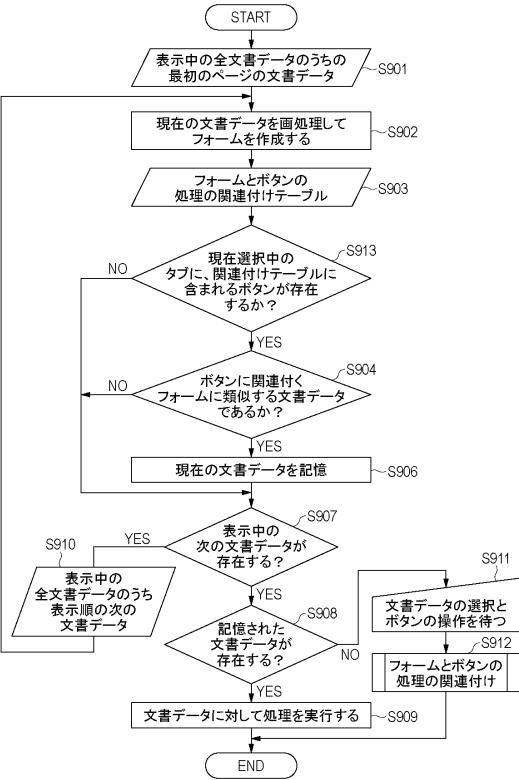 START
表示中の全文書データのうちの
最初のページの文書データ
S901
現在の文書データを画処理して
フォームを作成する
S902
フォームとボタンの
処理の関連付けテーブル
S903
現在選択中の
タブに、関連付けテーブルに
含まれるボタンが存在
するか？
S913
NO
YES
ボタンに関連付く
フォームに類似する文書データ
であるか？
S904
NO
YES
現在の文書データを記憶
S906
表示中の
次の文書データが
存在する？
S907
YES
S910
表示中の
全文書データのうち
表示順の次の
文書データ
YES
記憶された
文書データが
存在する？
S908
NO
S911
文書データの選択と
ボタンの操作を待つ
S912
フォームとボタンの
処理の関連付け
YES
文書データに対して処理を実行する
S909
END